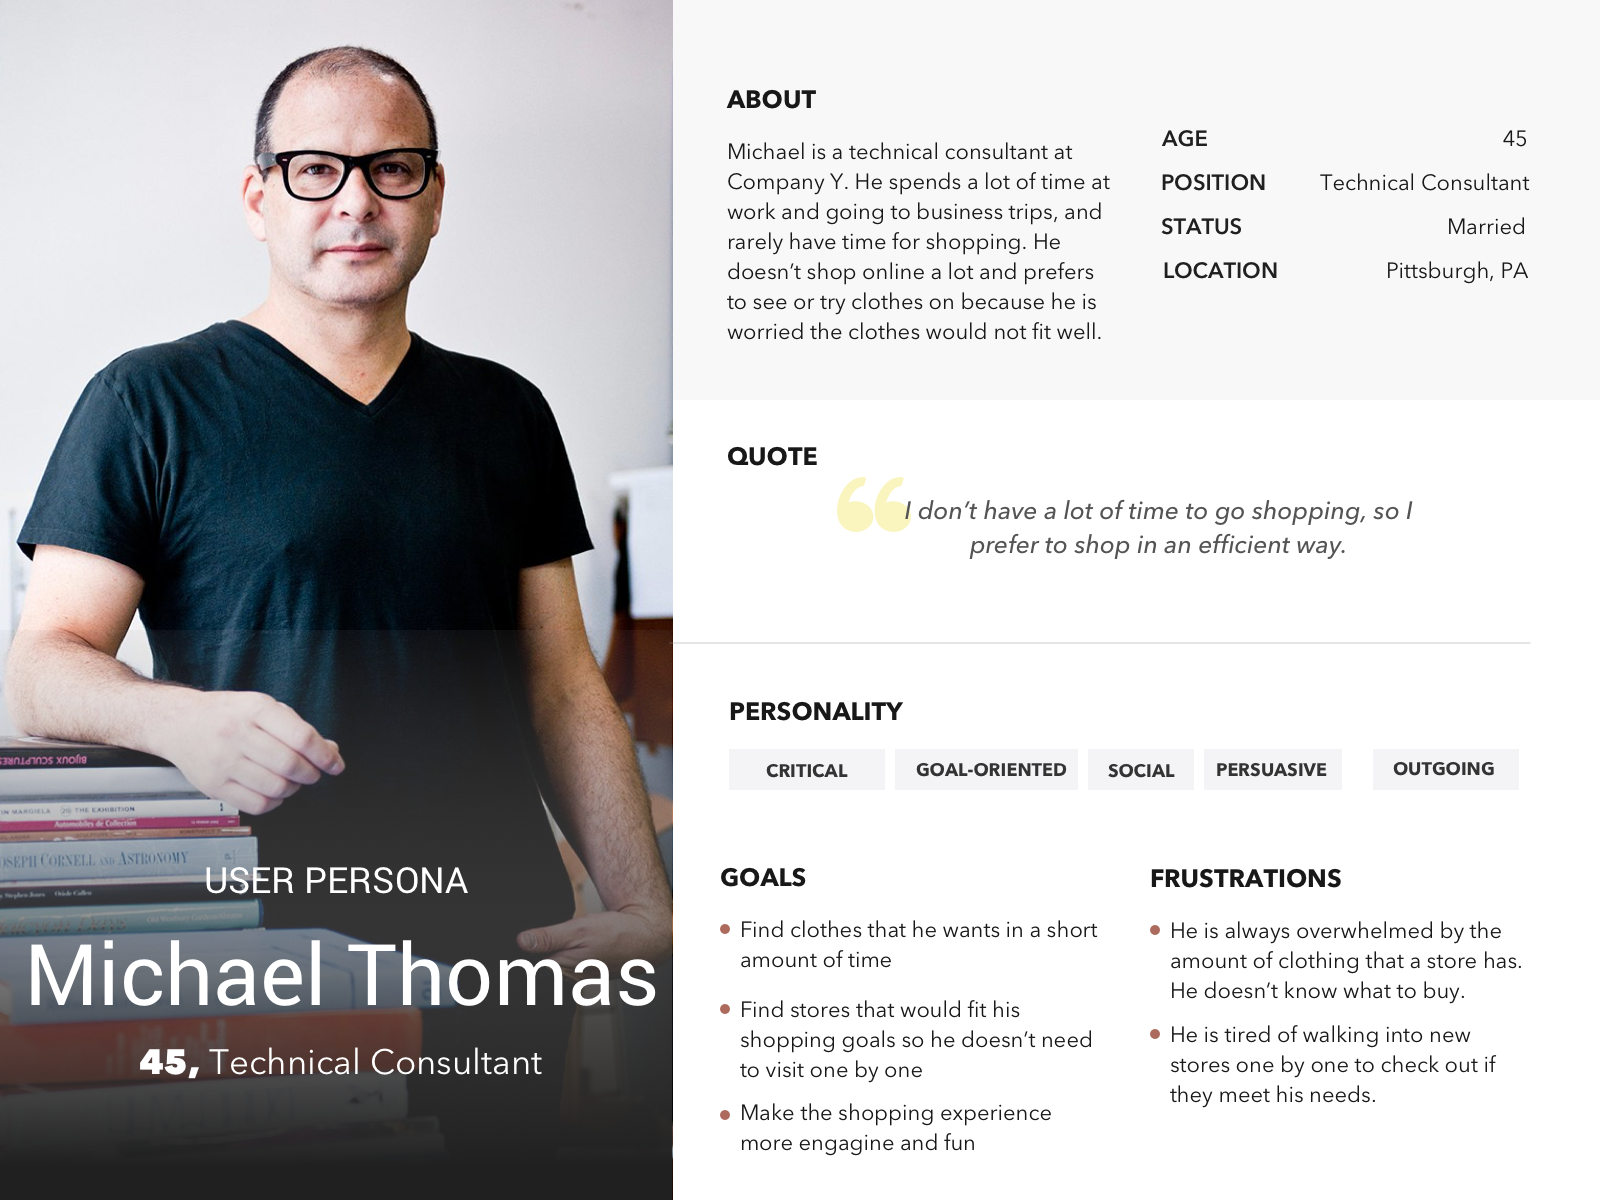 BIJOUX SCULPTURES
26 THE EXHIBITION
Automobiles de Collection
JOSEPH CORNELL AND ASTRONOMY
Stephen Jones
USER PERSONA
Michael Thomas
45, Technical Consultant
ABOUT
Michael is a technical consultant at
Company Y. He spends a lot of time at
work and going to business trips, and
rarely have time for shopping. He
doesn’t shop online a lot and prefers
to see or try clothes on because he is
worried the clothes would not fit well.
AGE 45
POSITION Technical Consultant
STATUS Married
LOCATION Pittsburgh, PA
QUOTE
“I don’t have a lot of time to go shopping, so I
prefer to shop in an efficient way.
PERSONALITY
CRITICAL GOAL-ORIENTED SOCIAL PERSUASIVE OUTGOING
GOALS
Find clothes that he wants in a short
amount of time
Find stores that would fit his
shopping goals so he doesn’t need
to visit one by one
Make the shopping experience
more engagine and fun
FRUSTRATIONS
He is always overwhelmed by the
amount of clothing that a store has.
He doesn’t know what to buy.
He is tired of walking into new
stores one by one to check out if
they meet his needs.